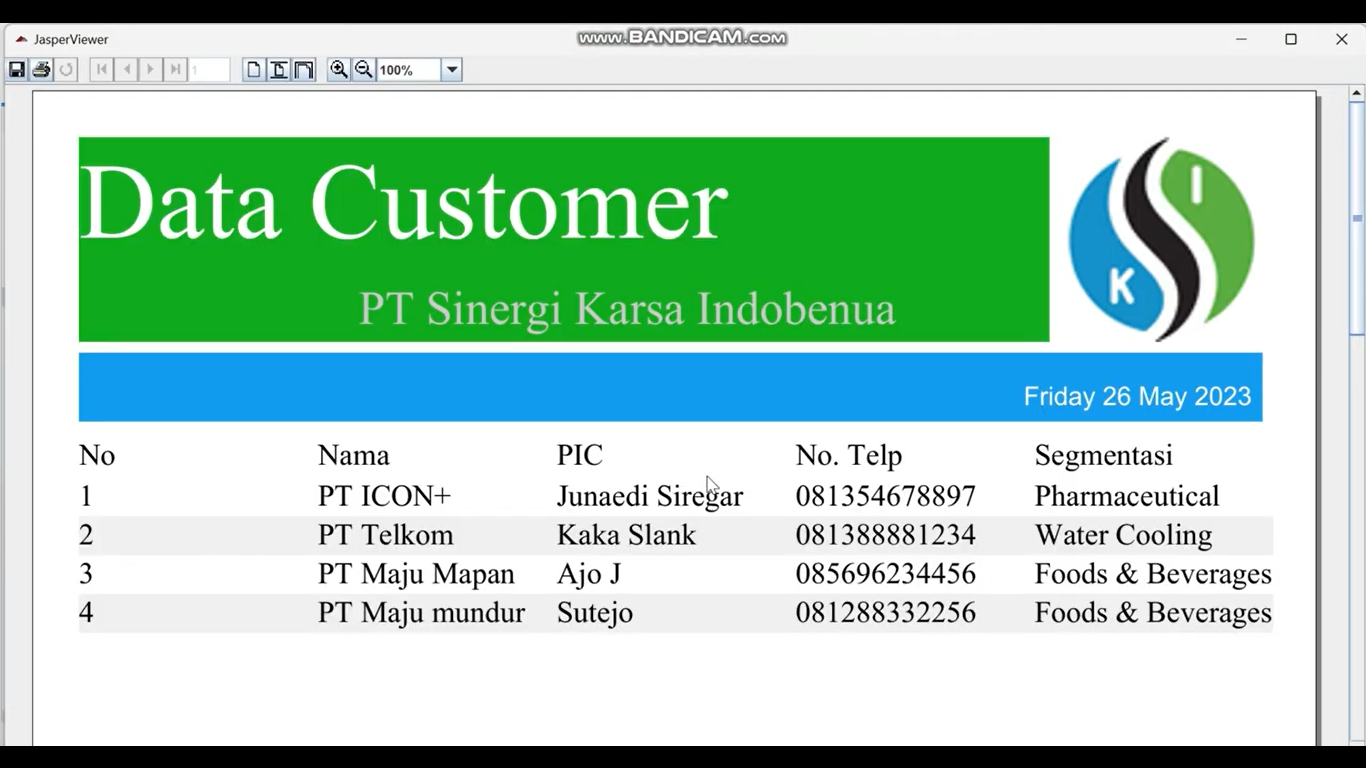 www.BANDICAM.com
JasperViewer
1
100%
Data Customer
I
K
PT Sinergi Karsa Indobenua
Friday 26 May 2023
No Nama PIC No. Telp Segmentasi
1 PT ICON+ Junaedi Siregar 081354678897 Pharmaceutical
2 PT Telkom Kaka Slank 081388881234 Water Cooling
3 PT Maju Mapan Ajo J 085696234456 Foods & Beverages
4 PT Maju mundur Sutejo 081288332256 Foods & Beverages